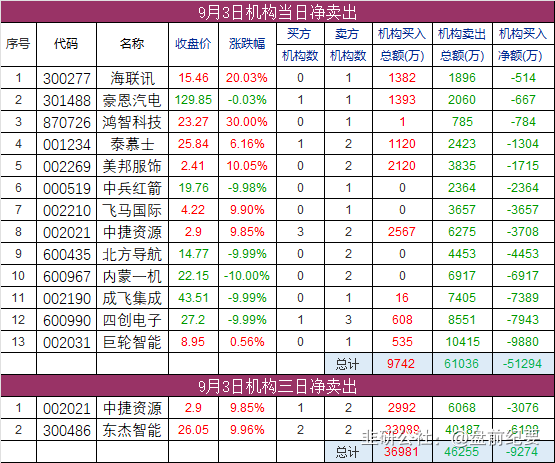 9月3日机构当日净卖出
序号 代码 名称 收盘价 涨跌幅 买方机构数 卖方机构数 机构买入总额(万) 机构卖出总额(万) 机构买入净额(万)
1 300277 海联讯 15.46 20.03% 0 1 1382 1896 -514
2 301488 豪恩汽电 129.85 -0.03% 1 1 1393 2060 -667
3 870726 鸿智科技 23.27 30.00% 0 1 1 785 -784
4 001234 泰慕士 25.84 6.16% 1 2 1120 2423 -1304
5 002269 美邦服饰 2.41 10.05% 0 2 2120 3835 -1715
6 000519 中兵红箭 19.76 -9.98% 0 1 0 2364 -2364
7 002210 飞马国际 4.22 9.90% 0 1 0 3657 -3657
8 002021 中捷资源 2.9 9.85% 3 2 2567 6275 -3708
9 600435 北方导航 14.77 -9.99% 0 2 0 4453 -4453
10 600967 内蒙一机 22.15 -10.00% 0 2 0 6917 -6917
11 002190 成飞集成 43.51 -9.99% 0 1 16 7405 -7389
12 600990 四创电子 27.2 -9.99% 1 3 608 8551 -7943
13 002031 巨轮智能 8.95 0.56% 0 1 535 10415 -9880
总计 9742 61036 -51294
9月3日机构三日净卖出
1 002021 中捷资源 2.9 9.85% 1 2 2992 6068 -3076
2 300486 东杰智能 26.05 9.96% 2 2
总计 36981 46255 -9274
韭研公社：@盘前纪要